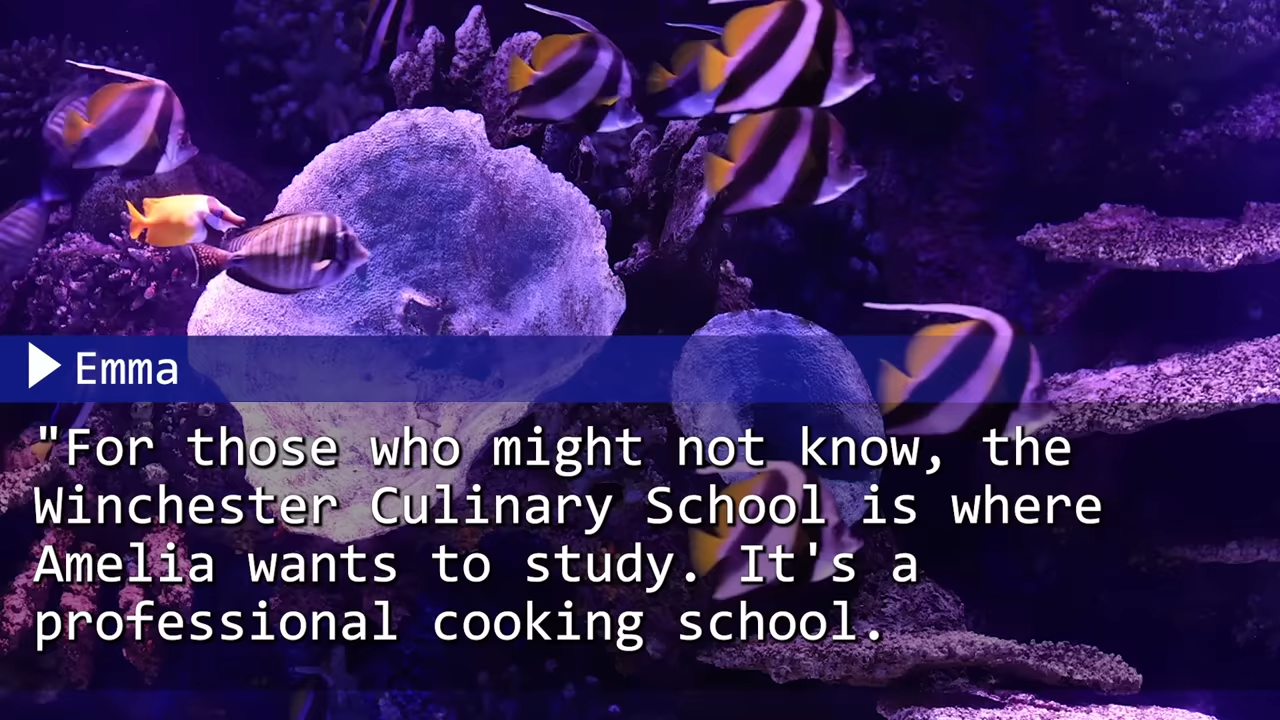 Emma
"For those who might not know, the
Winchester Culinary School is where
Amelia wants to study. It's a
professional cooking school.